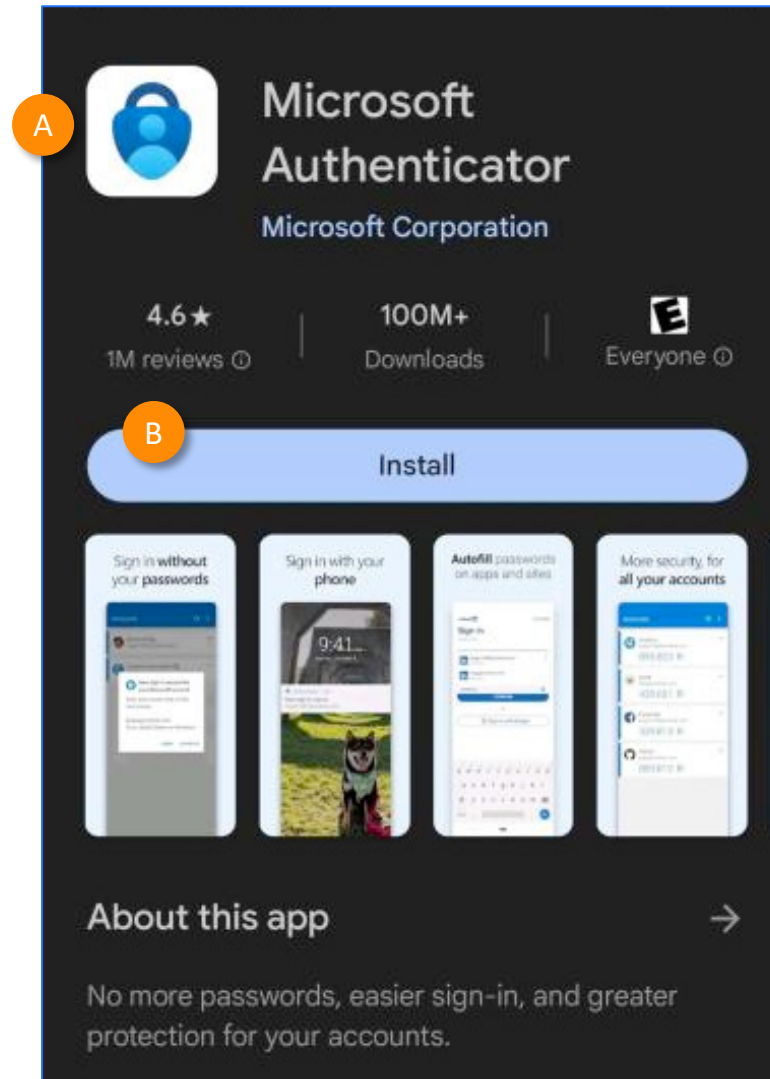 A
Microsoft
Authenticator
Microsoft Corporation
4.6★
100M+
E
1M reviews
Downloads
Everyone
B
Install
Sign in without
your passwords
Sign in with your
phone
Autofill passwords
on apps and sites
More security, for
all your accounts
9:41
Sign in
About this app
No more passwords, easier sign-in, and greater
protection for your accounts.